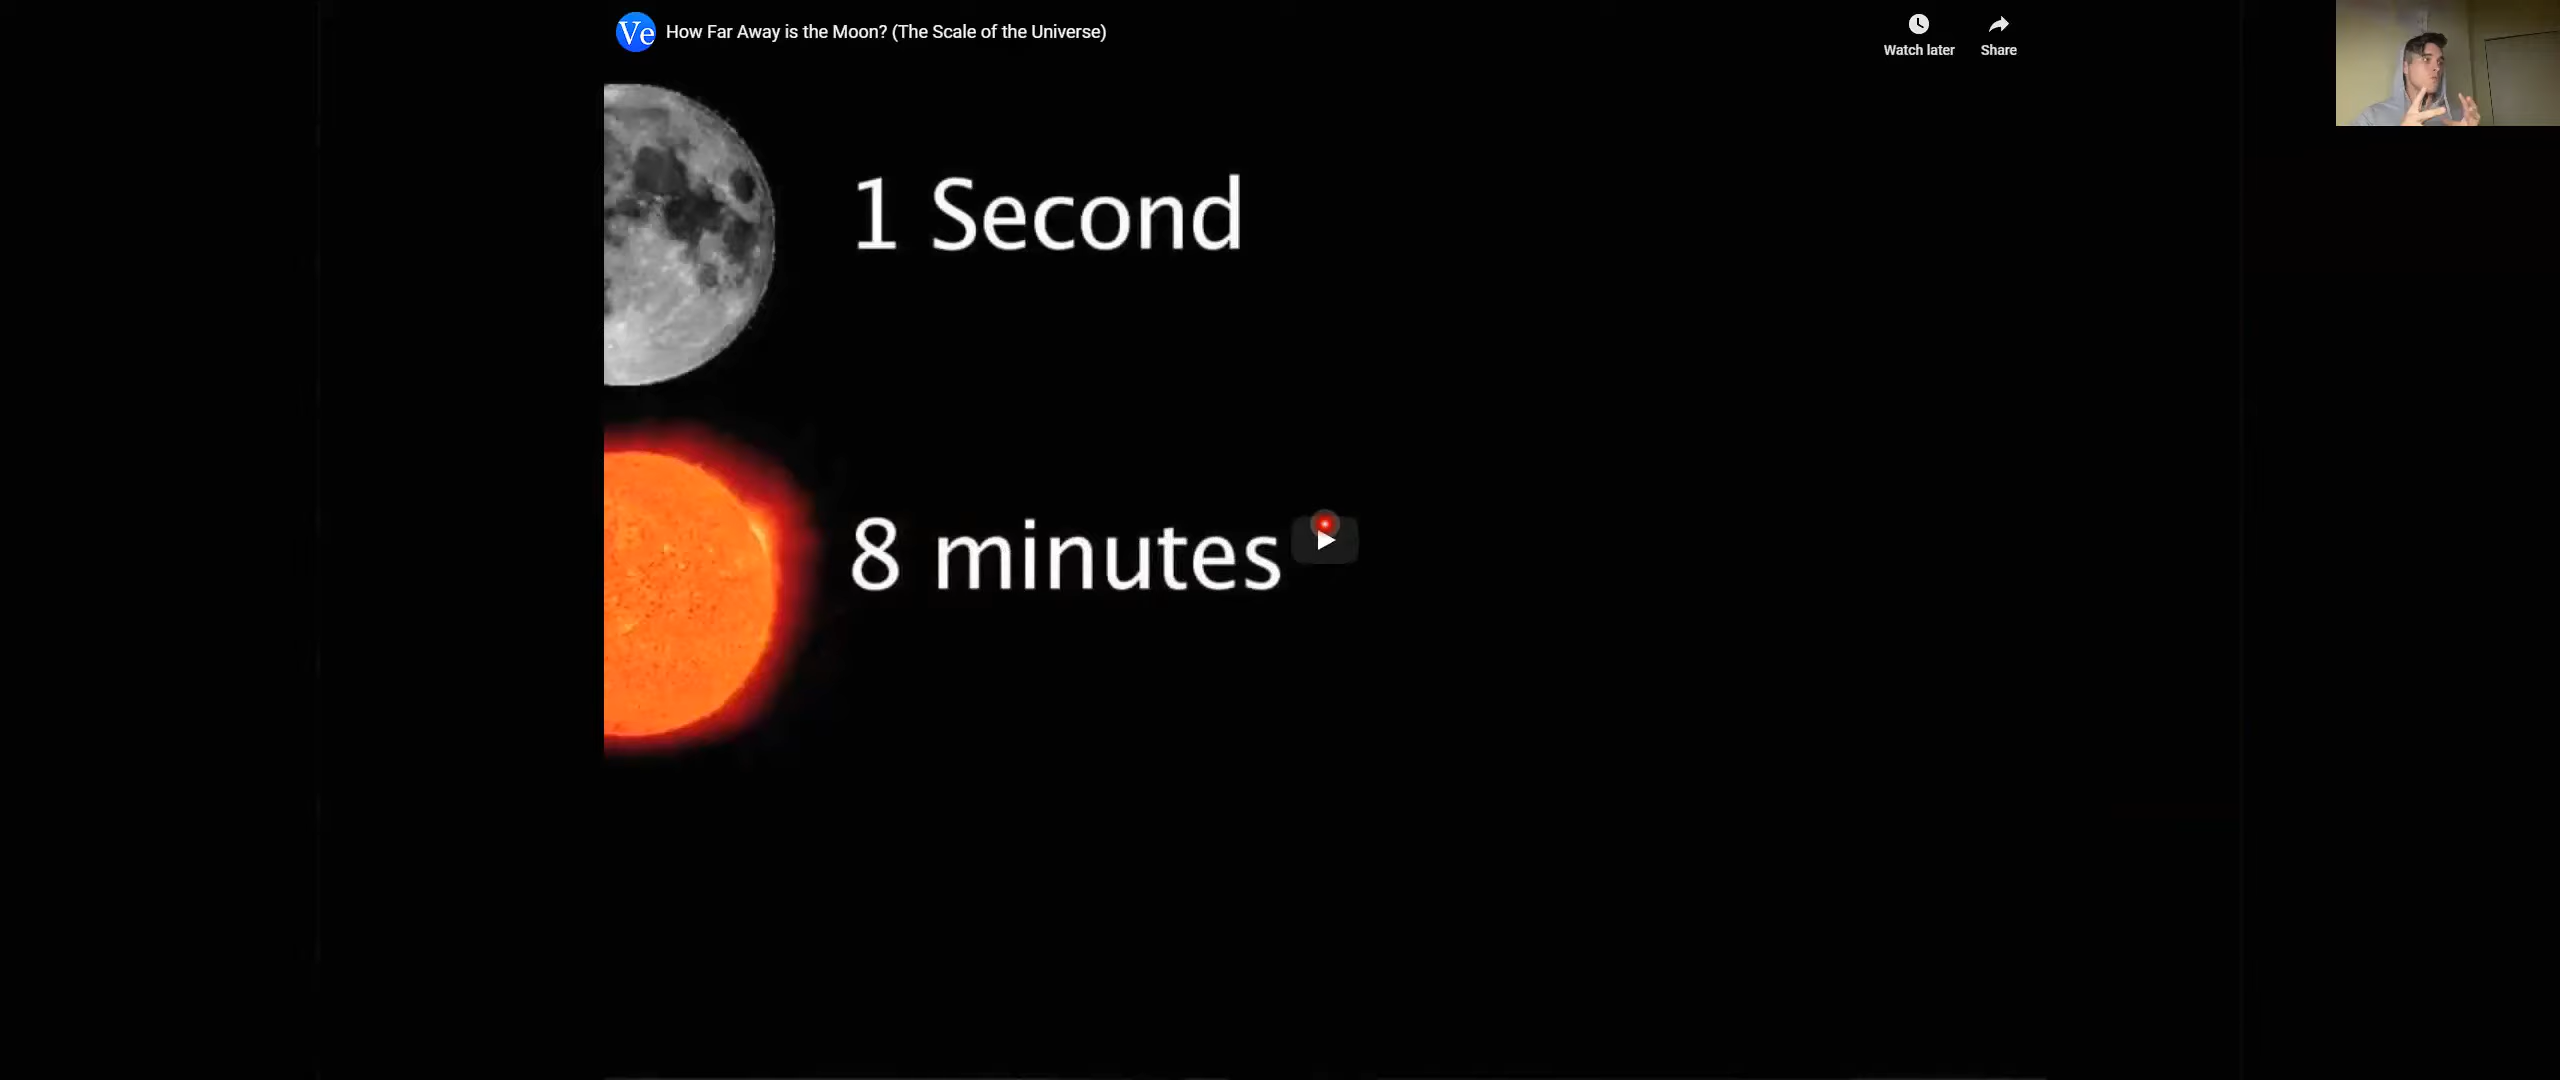 Ve How Far Away is the Moon? (The Scale of the Universe)
Watch later
Share
1 Second
8 minutes